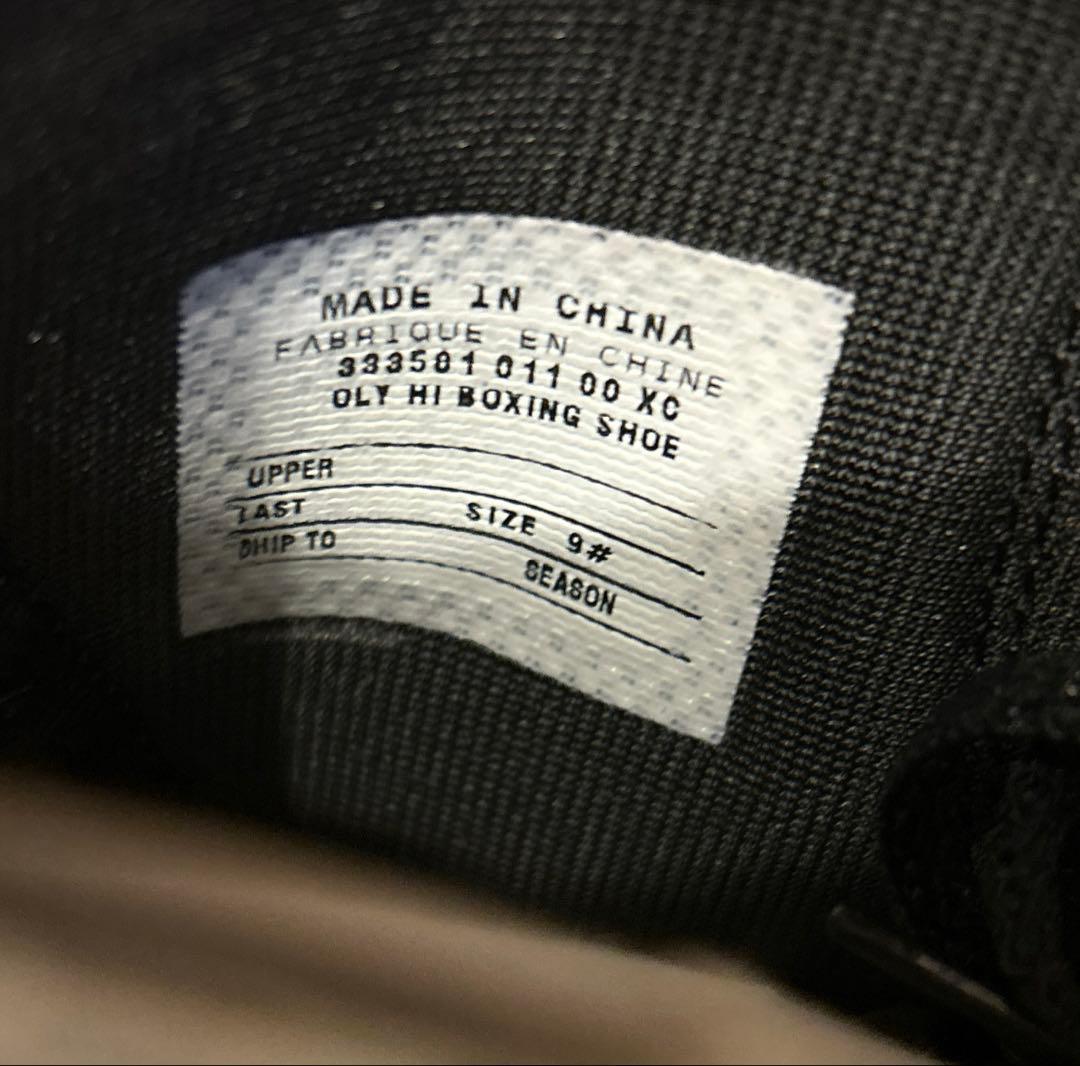 MADE IN CHINA
FABRIQUE EN CHINE
333581 011 00 XC
OLY HI BOXING SHOE
UPPER
LAST SIZE 9#
SHIP TO SEASON